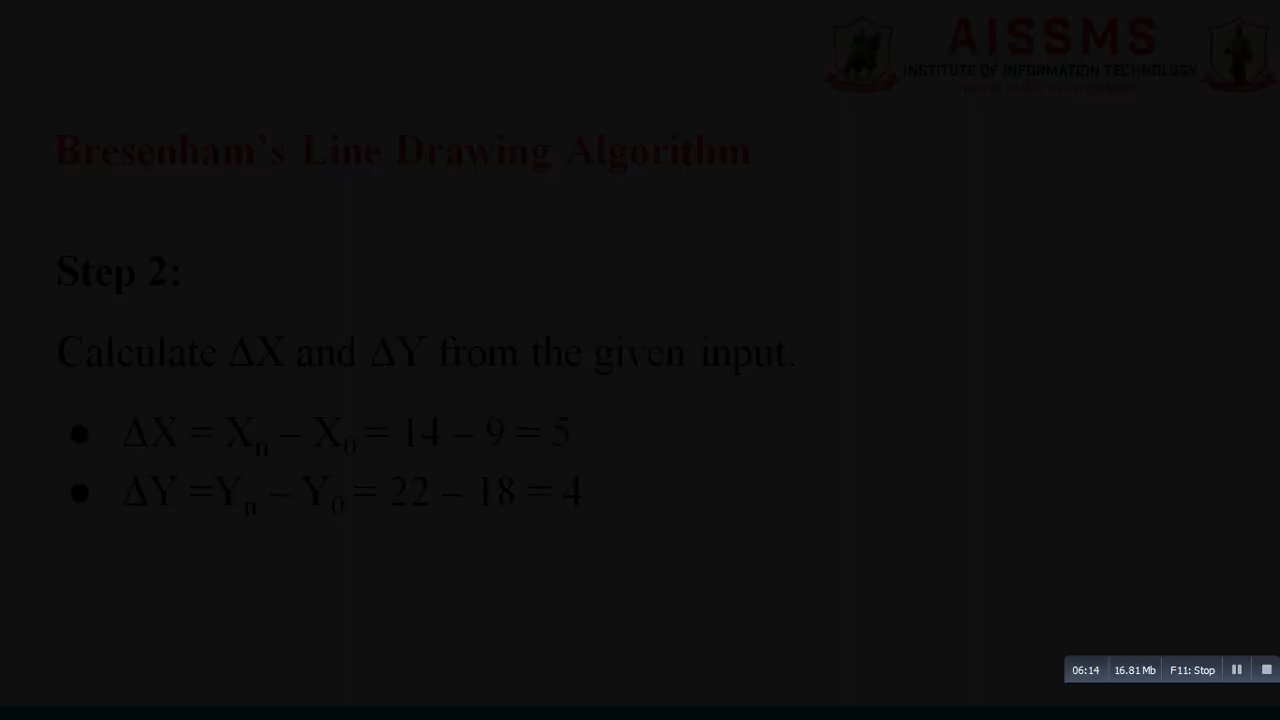 AISSMS
INSTITUTE OF INFORMATION TECHNOLOGY
Bresenham's Line Drawing Algorithm
Step 2:
Calculate ΔX and ΔY from the given input.
● ΔX = Xn – X0 = 14 – 9 = 5
● ΔY =Yn – Y0 = 22 – 18 = 4
06:14 16.81 Mb F11: Stop